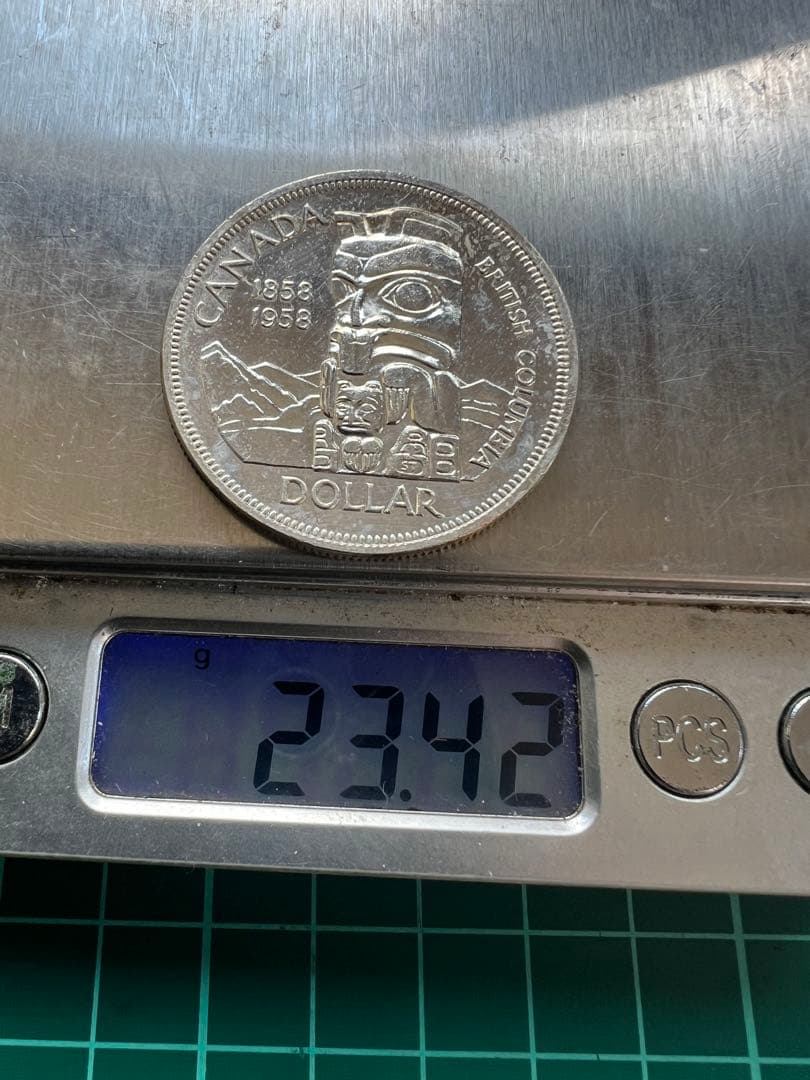 CANADA
1858
1958
BRITISH COLUMBIA
DOLLAR
g
23.42
PCS